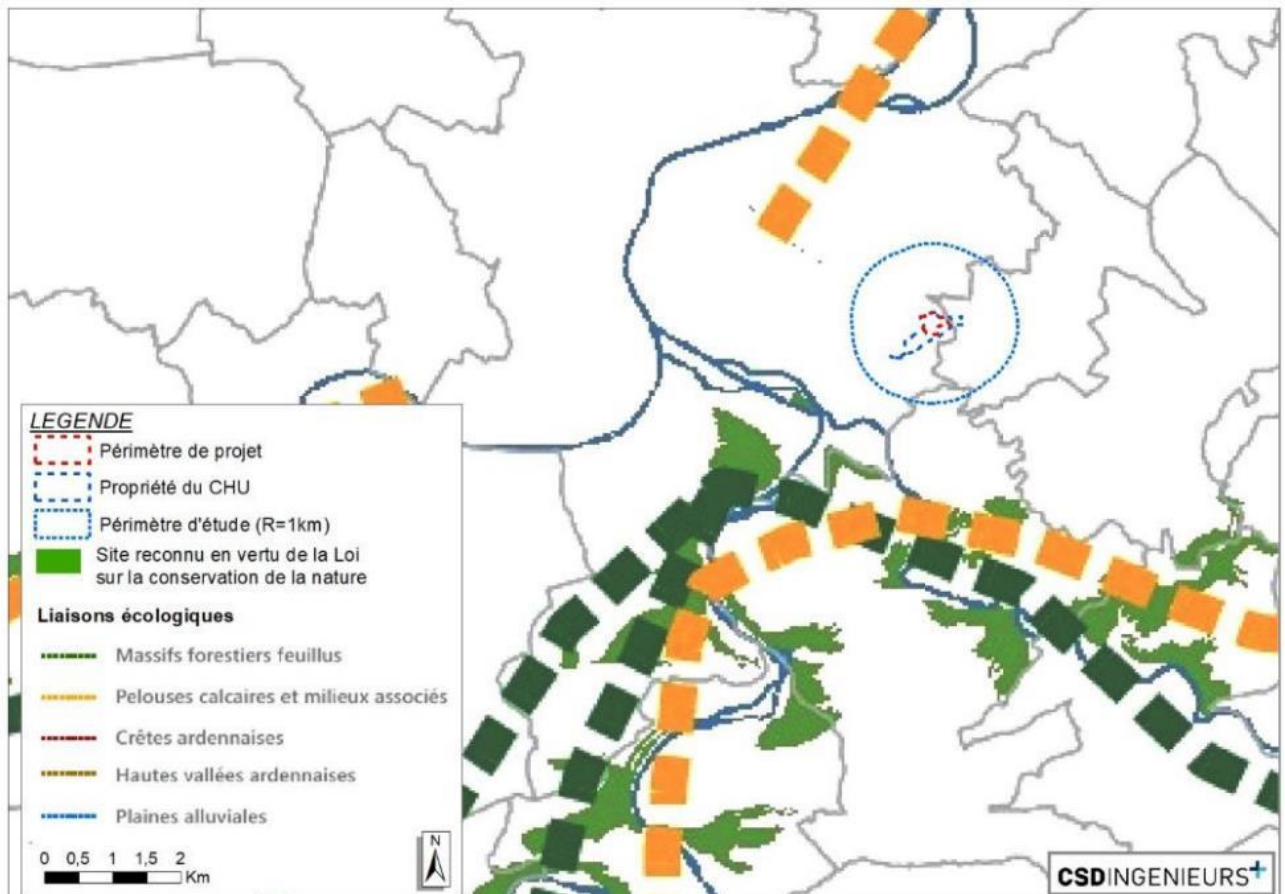 LEGENDE
Périmètre de projet
Propriété du CHU
Périmètre d'étude (R=1km)
Site reconnu en vertu de la Loi
sur la conservation de la nature
Liaisons écologiques
Massifs forestiers feuillus
Pelouses calcaires et milieux associés
Crêtes ardennaises
Hautes vallées ardennaises
Plaines alluviales
0 0,5 1 1,5 2
Km
N
CSDINGENIEURS+